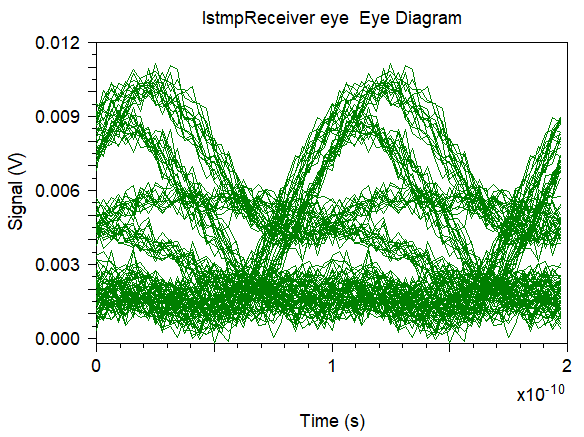 lstmpReceiver eye  Eye Diagram
0.012
0.009
0.006
0.003
0.000
Signal (V)
0
1
2
x10-10
Time (s)